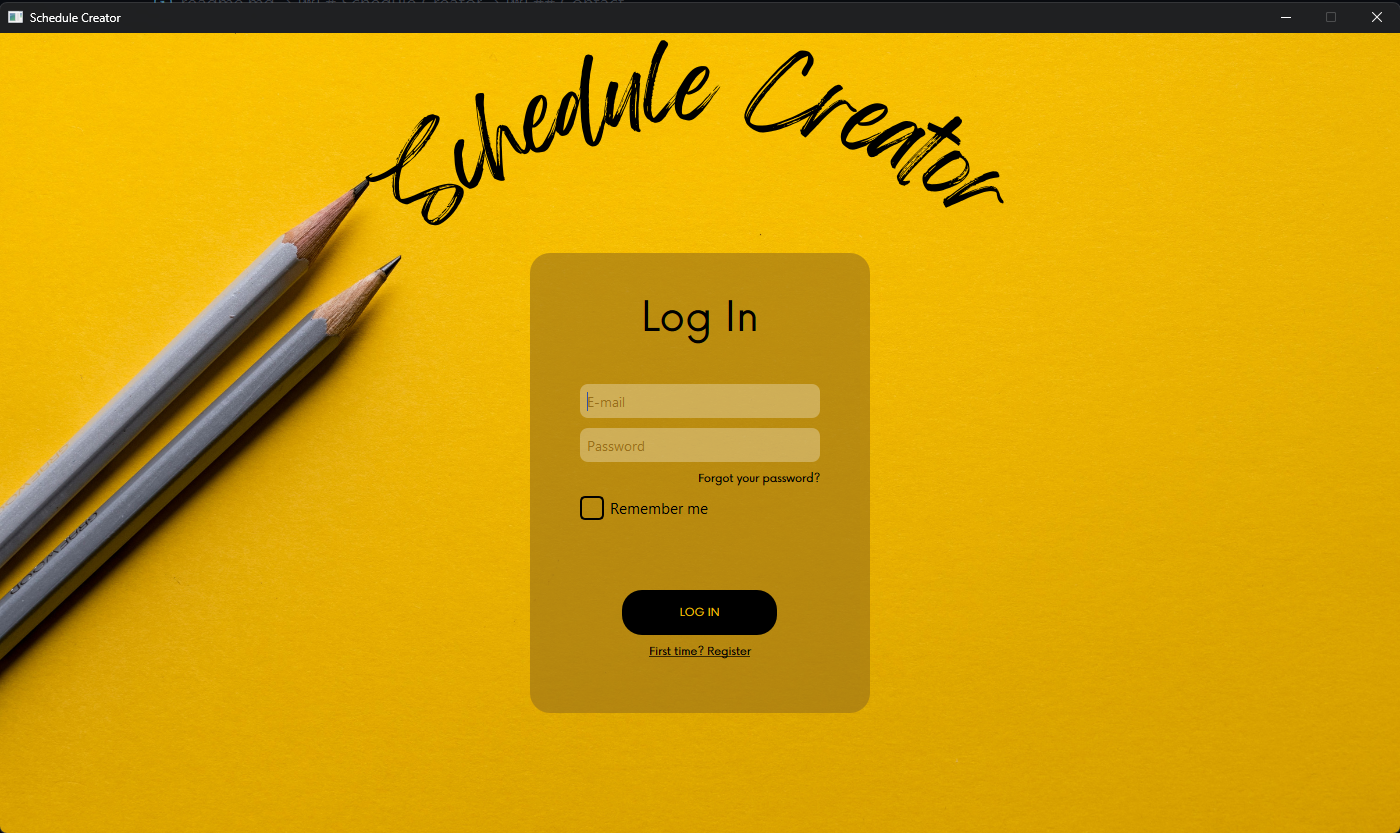 Schedule Creator
Schedule Creator
Log In
E-mail
Password
Forgot your password?
Remember me
LOG IN
First time? Register